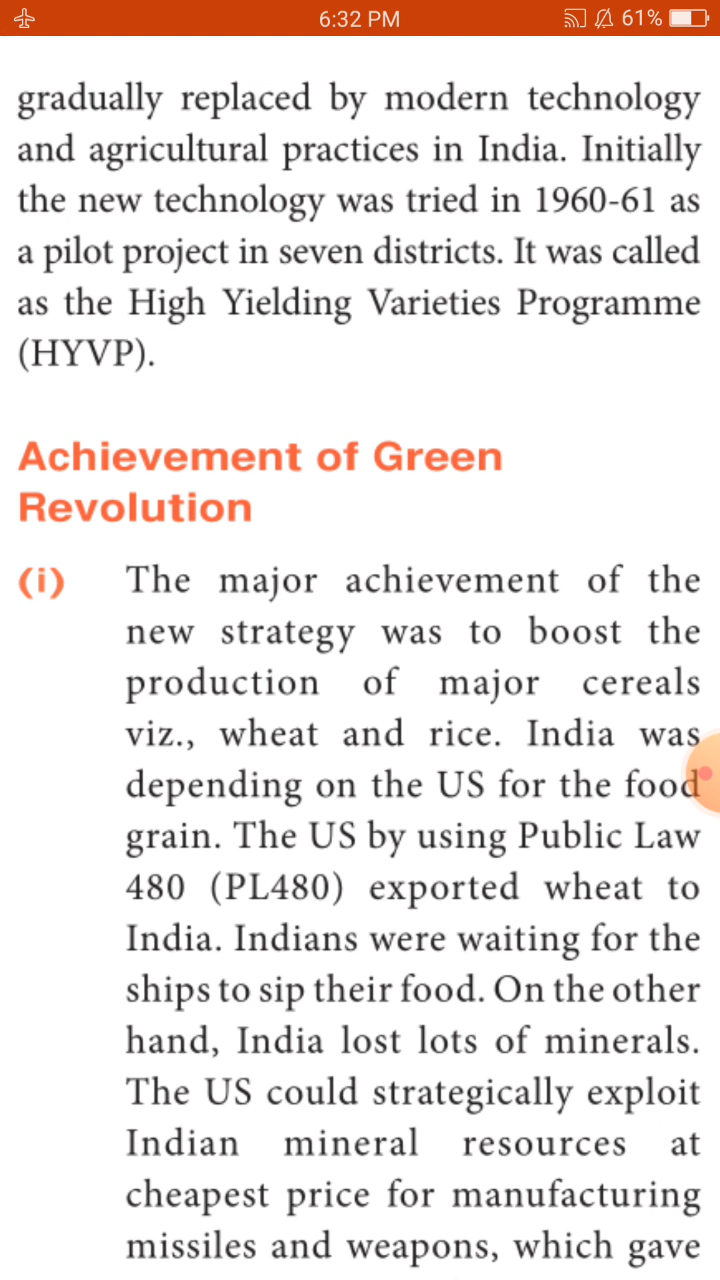 6:32 PM
61%
gradually replaced by modern technology
and agricultural practices in India. Initially
the new technology was tried in 1960-61 as
a pilot project in seven districts. It was called
as the High Yielding Varieties Programme
(HYVP).
Achievement of Green
Revolution
(i) The major achievement of the
new strategy was to boost the
production of major cereals
viz., wheat and rice. India was
depending on the US for the food
grain. The US by using Public Law
480 (PL480) exported wheat to
India. Indians were waiting for the
ships to sip their food. On the other
hand, India lost lots of minerals.
The US could strategically exploit
Indian mineral resources at
cheapest price for manufacturing
missiles and weapons, which gave